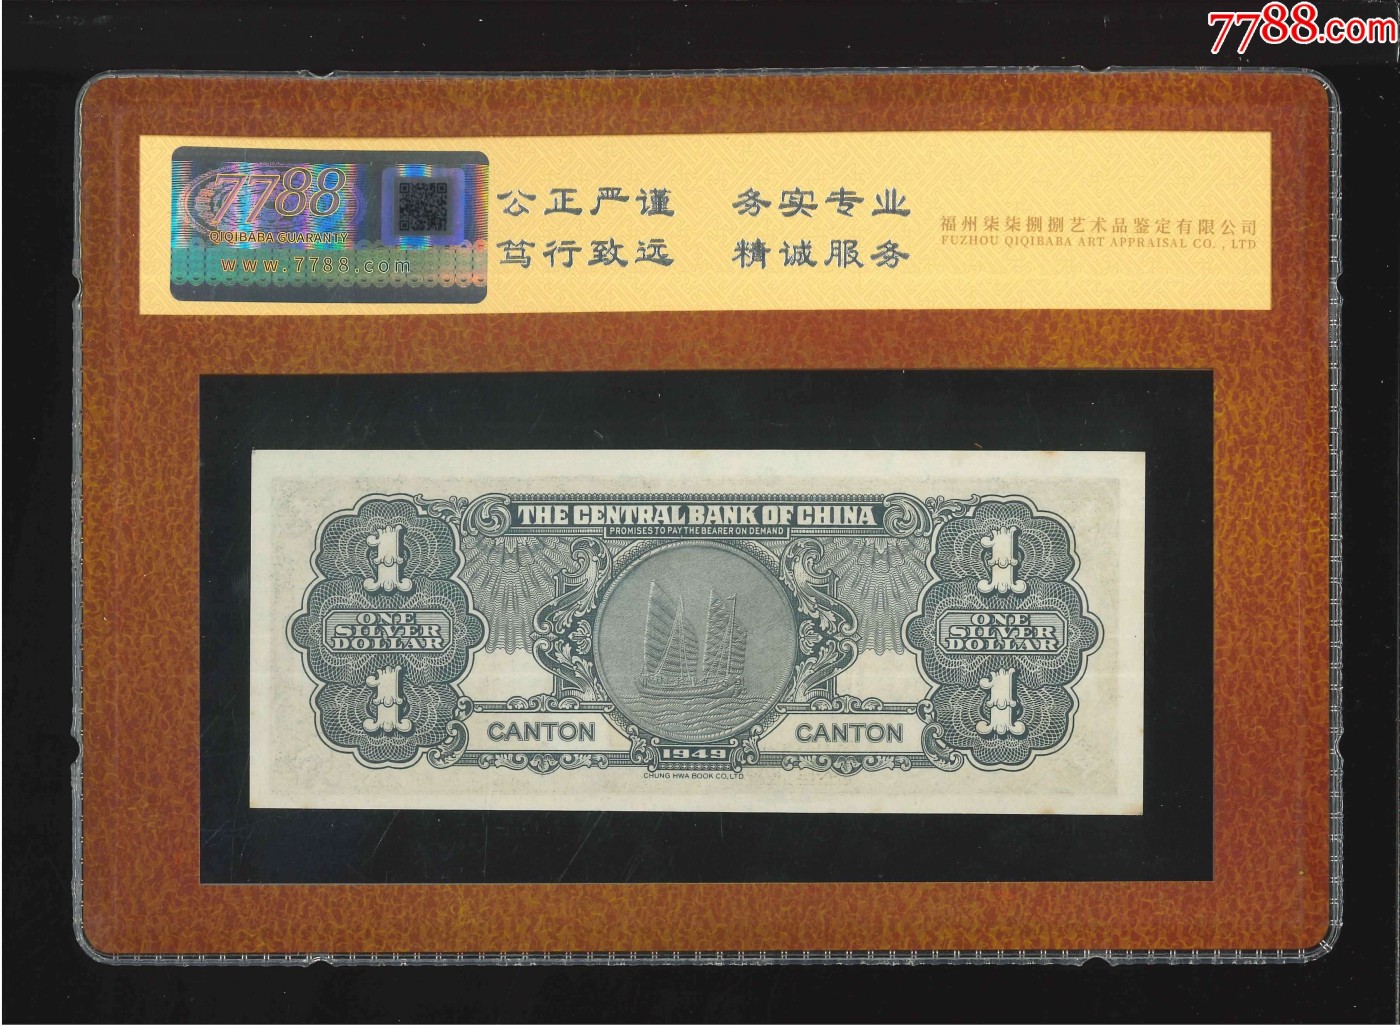 7788.com
7788
QIQIBABA GUARANTY
www.7788.com
公正严谨 务实专业
笃行致远 精诚服务
福州柒柒捌捌艺术品鉴定有限公司
FUZHOU QIQIBABA ART APPRAISAL CO., LTD
THE CENTRAL BANK OF CHINA
PROMISES TO PAY THE BEARER ON DEMAND
1
ONE
SILVER
DOLLAR
1
1
ONE
SILVER
DOLLAR
1
CANTON
CANTON
1949
CHUNG HWA BOOK CO., LTD.